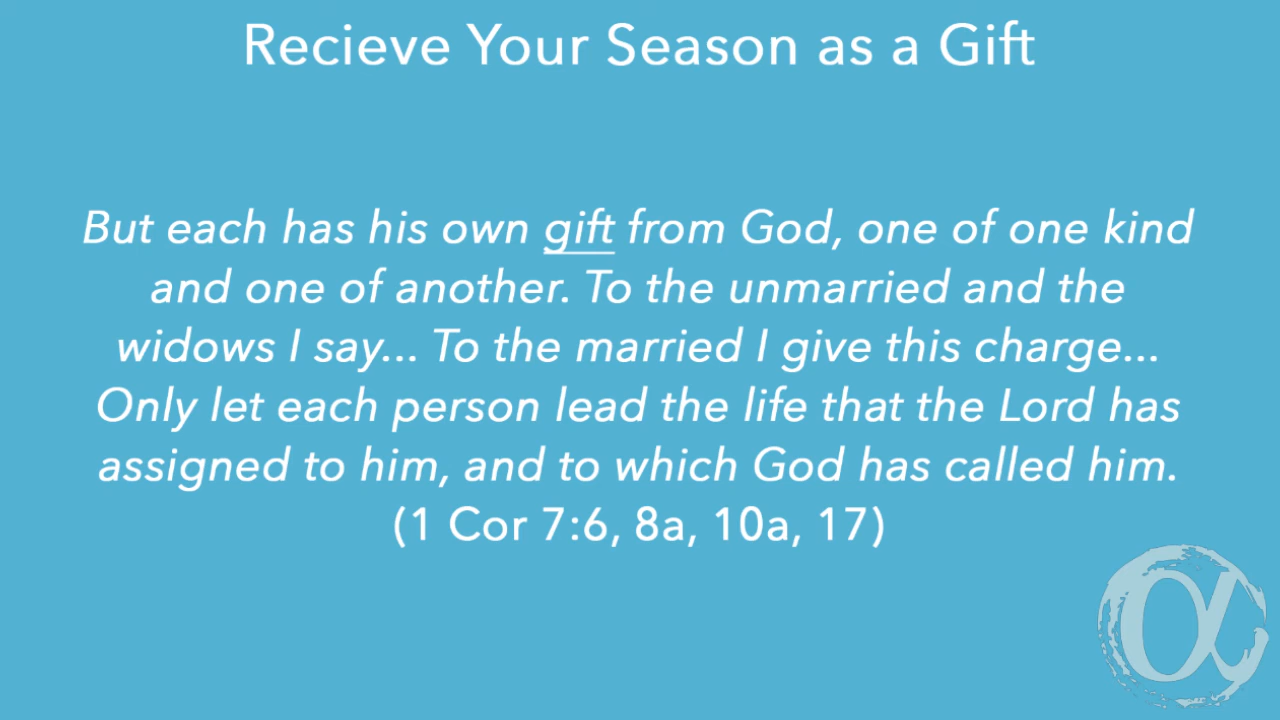 Recieve Your Season as a Gift
But each has his own gift from God, one of one kind
and one of another. To the unmarried and the
widows I say... To the married I give this charge...
Only let each person lead the life that the Lord has
assigned to him, and to which God has called him.
(1 Cor 7:6, 8a, 10a, 17)
α